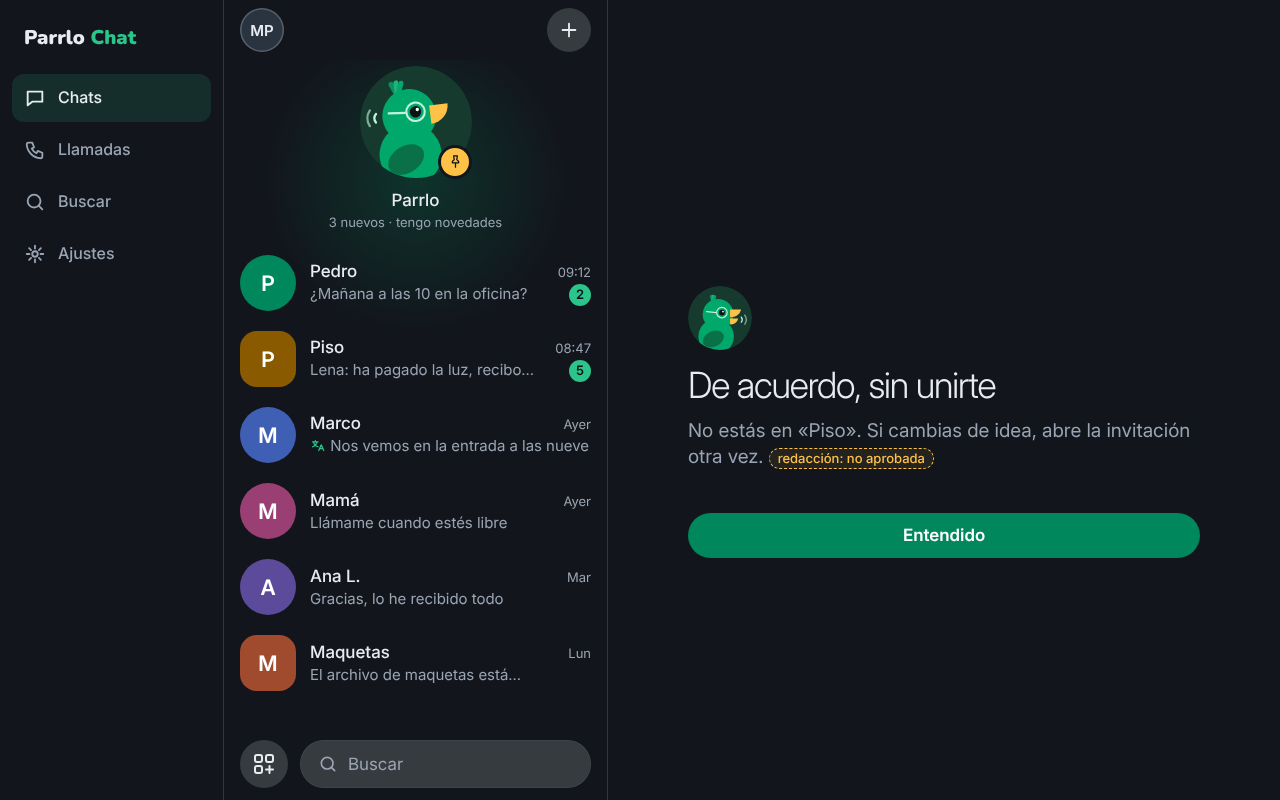 Parrlo Chat
Chats
Llamadas
Buscar
Ajustes
MP
Parrlo
3 nuevos · tengo novedades
P
Pedro
09:12
¿Mañana a las 10 en la oficina?
2
P
Piso
08:47
Lena: ha pagado la luz, recibo...
5
M
Marco
Ayer
Nos vemos en la entrada a las nueve
M
Mamá
Ayer
Llámame cuando estés libre
A
Ana L.
Mar
Gracias, lo he recibido todo
M
Maquetas
Lun
El archivo de maquetas está...
Buscar
De acuerdo, sin unirte
No estás en «Piso». Si cambias de idea, abre la invitación
otra vez. redacción: no aprobada
Entendido